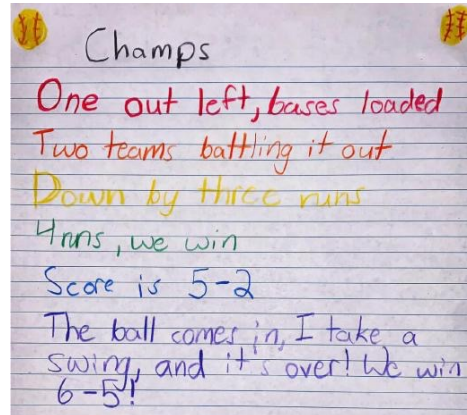 Champs
One out left, bases loaded
Two teams battling it out
Down by three runs
4 runs, we win
Score is 5-2
The ball comes in, I take a
swing, and it's over! We win
6-5!